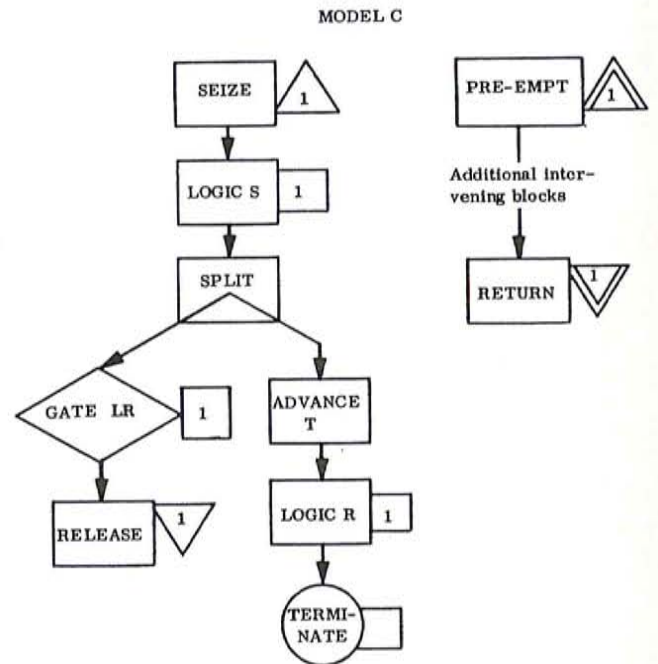 MODEL C
SEIZE
1
PRE-EMPT
1
LOGIC S
1
Additional inter-
vening blocks
SPLIT
RETURN
1
GATE LR
1
ADVANCE
T
RELEASE
1
LOGIC R
1
TERMI-
NATE